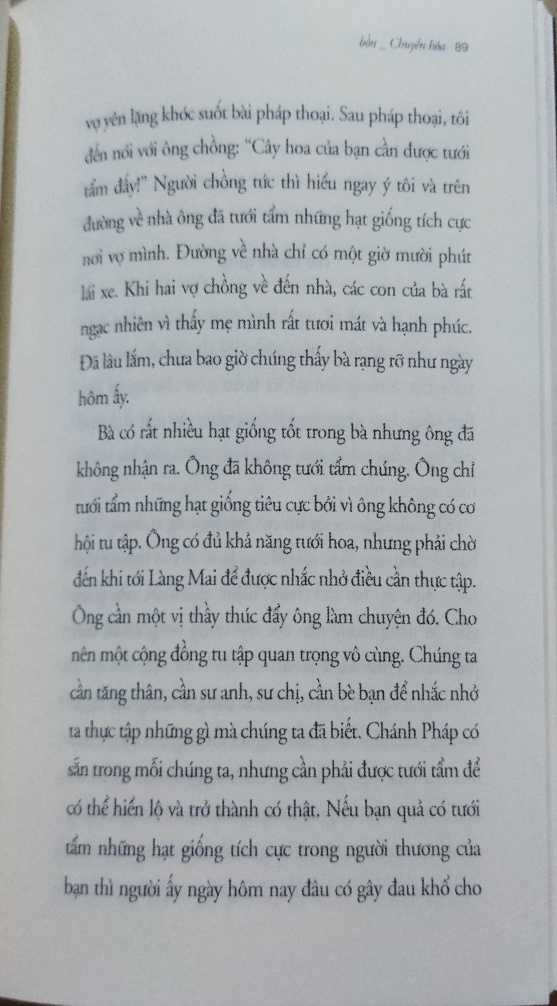 bốn _ Chuyển hóa 89
vợ yên lặng khóc suốt bài pháp thoại. Sau pháp thoại, tôi
đến nói với ông chồng: “Cây hoa của bạn cần được tưới
tẩm đấy!” Người chồng tức thì hiểu ngay ý tôi và trên
đường về nhà ông đã tưới tẩm những hạt giống tích cực
nơi vợ mình. Đường về nhà chỉ có một giờ mười phút
lái xe. Khi hai vợ chồng về đến nhà, các con của bà rất
ngạc nhiên vì thấy mẹ mình rất tươi mát và hạnh phúc.
Đã lâu lắm, chưa bao giờ chúng thấy bà rạng rỡ như ngày
hôm ấy.
Bà có rất nhiều hạt giống tốt trong bà nhưng ông đã
không nhận ra. Ông đã không tưới tẩm chúng. Ông chỉ
tưới tẩm những hạt giống tiêu cực bởi vì ông không có cơ
hội tu tập. Ông có đủ khả năng tưới hoa, nhưng phải chờ
đến khi tới Làng Mai để được nhắc nhở điều cần thực tập.
Ông cần một vị thầy thúc đẩy ông làm chuyện đó. Cho
nên một cộng đồng tu tập quan trọng vô cùng. Chúng ta
cần tăng thân, cần sư anh, sư chị, cần bè bạn để nhắc nhở
ta thực tập những gì mà chúng ta đã biết. Chánh Pháp có
sẵn trong mỗi chúng ta, nhưng cần phải được tưới tẩm để
có thể hiển lộ và trở thành có thật. Nếu bạn quả có tưới
tẩm những hạt giống tích cực trong người thương của
bạn thì người ấy ngày hôm nay đâu có gây đau khổ cho